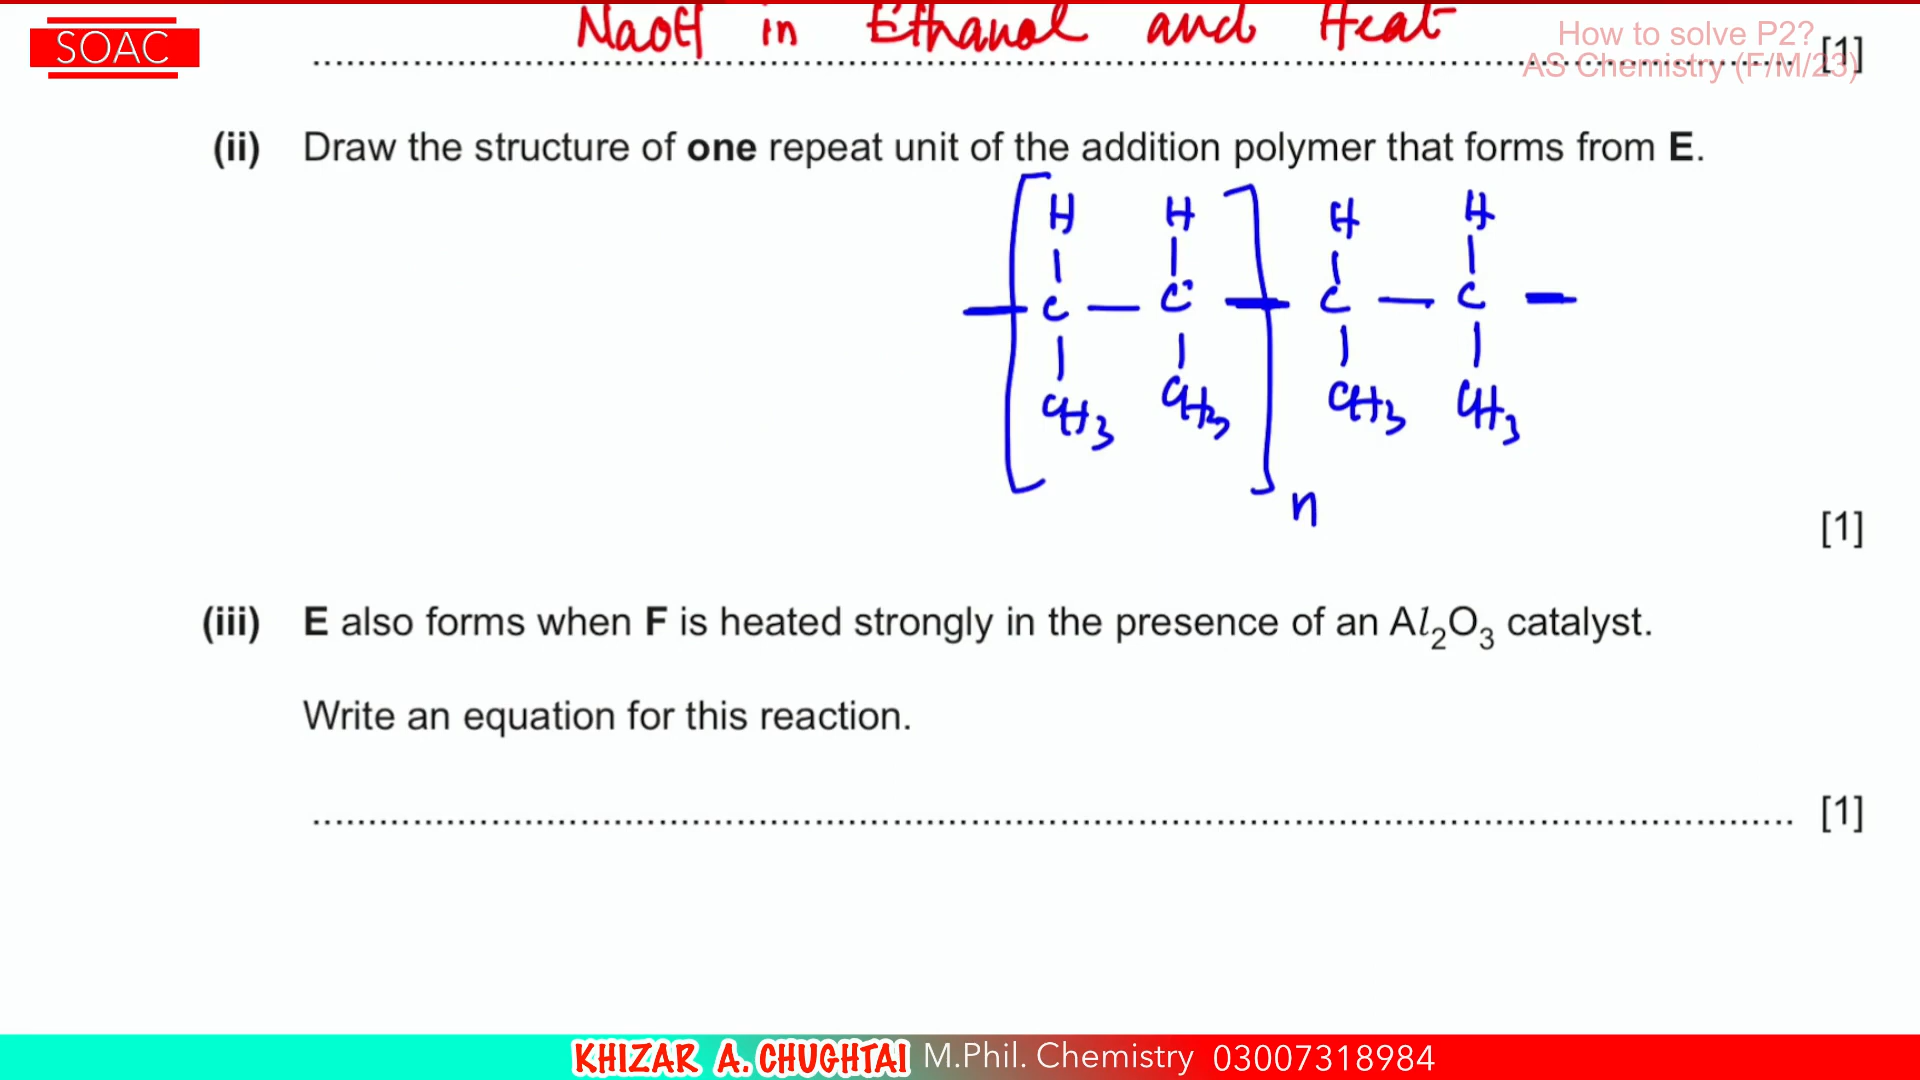 SOAC
NaOH in Ethanol and Heat
How to solve P2?
AS Chemistry (F/M/23)
[1]
(ii) Draw the structure of one repeat unit of the addition polymer that forms from E.
H H H H
C — C — C — C —
CH3 CH3 CH3 CH3
n
[1]
(iii) E also forms when F is heated strongly in the presence of an Al2O3 catalyst.
Write an equation for this reaction.
[1]
KHIZAR A. CHUGHTAI M.Phil. Chemistry 03007318984